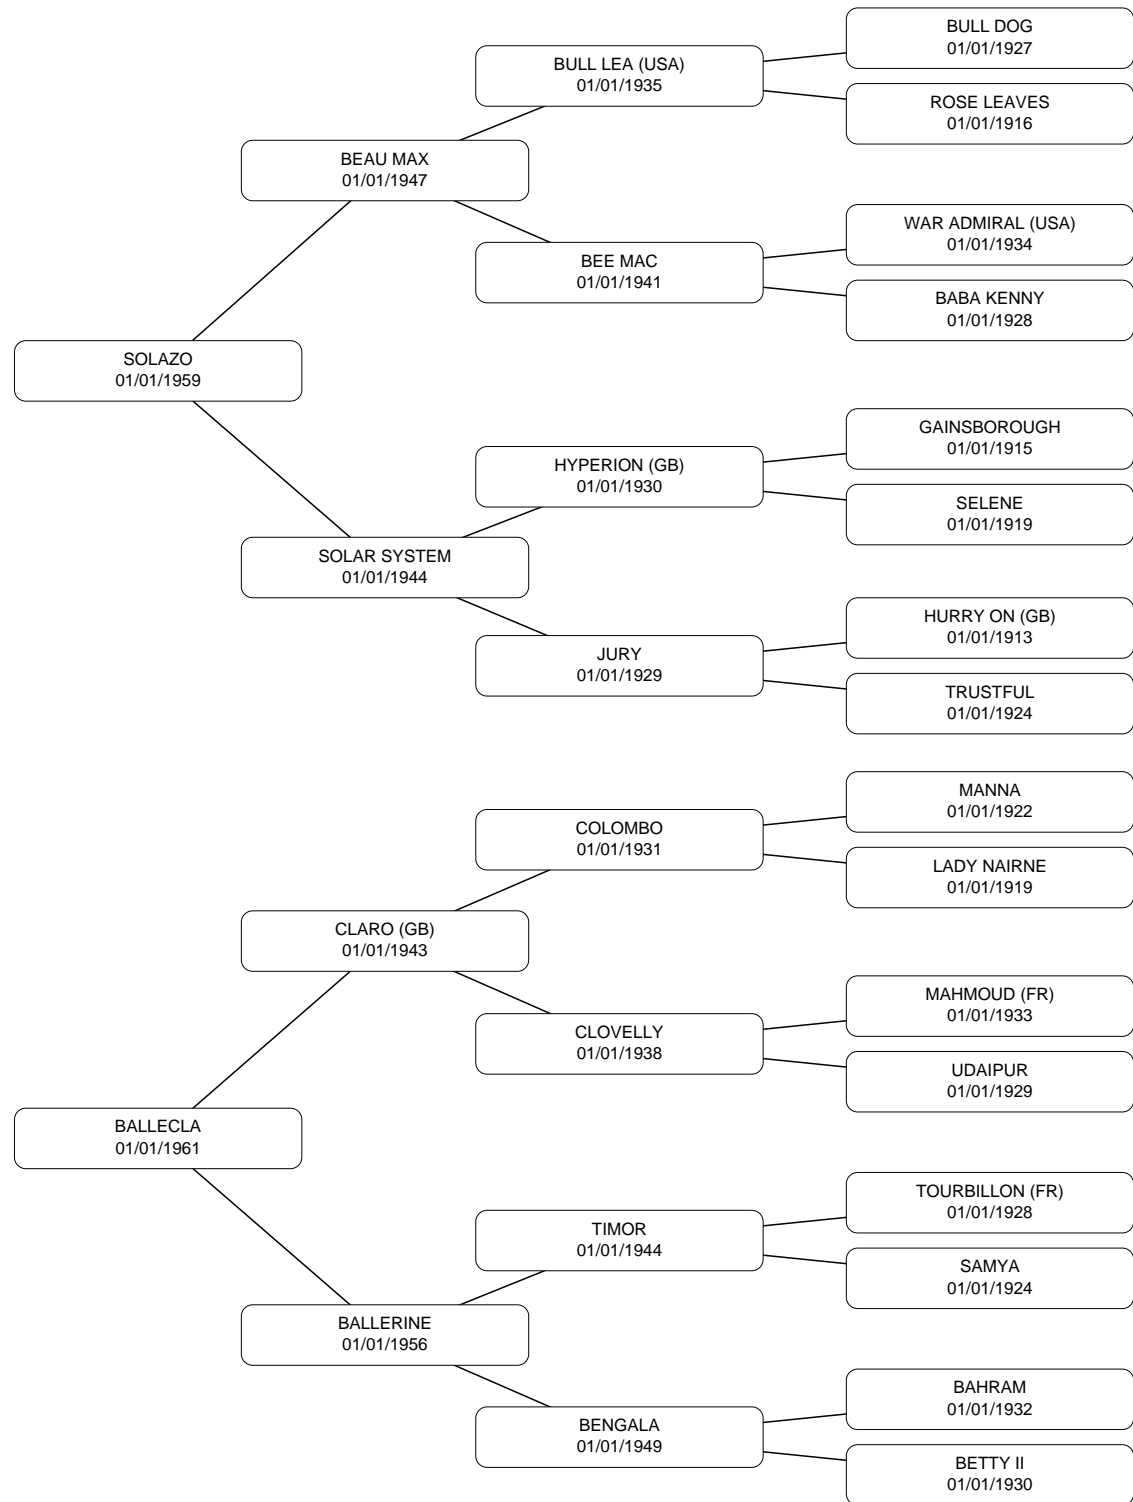 BULL DOG
01/01/1927
BULL LEA (USA)
01/01/1935
ROSE LEAVES
01/01/1916
BEAU MAX
01/01/1947
WAR ADMIRAL (USA)
01/01/1934
BEE MAC
01/01/1941
BABA KENNY
01/01/1928
SOLAZO
01/01/1959
GAINSBOROUGH
01/01/1915
HYPERION (GB)
01/01/1930
SELENE
01/01/1919
SOLAR SYSTEM
01/01/1944
HURRY ON (GB)
01/01/1913
JURY
01/01/1929
TRUSTFUL
01/01/1924
MANNA
01/01/1922
COLOMBO
01/01/1931
LADY NAIRNE
01/01/1919
CLARO (GB)
01/01/1943
MAHMOUD (FR)
01/01/1933
CLOVELLY
01/01/1938
UDAIPUR
01/01/1929
BALLECLA
01/01/1961
TOURBILLON (FR)
01/01/1928
TIMOR
01/01/1944
SAMYA
01/01/1924
BALLERINE
01/01/1956
BAHRAM
01/01/1932
BENGALA
01/01/1949
BETTY II
01/01/1930